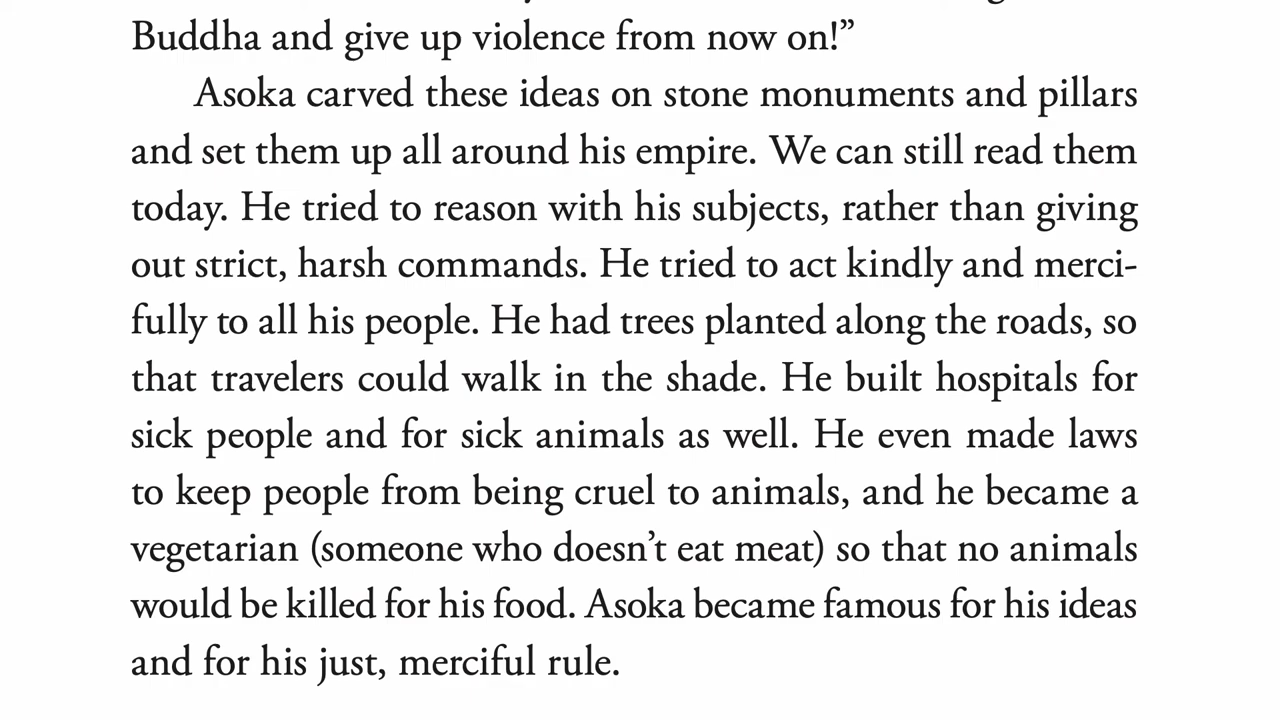 Buddha and give up violence from now on!”
Asoka carved these ideas on stone monuments and pillars
and set them up all around his empire. We can still read them
today. He tried to reason with his subjects, rather than giving
out strict, harsh commands. He tried to act kindly and merci-
fully to all his people. He had trees planted along the roads, so
that travelers could walk in the shade. He built hospitals for
sick people and for sick animals as well. He even made laws
to keep people from being cruel to animals, and he became a
vegetarian (someone who doesn’t eat meat) so that no animals
would be killed for his food. Asoka became famous for his ideas
and for his just, merciful rule.